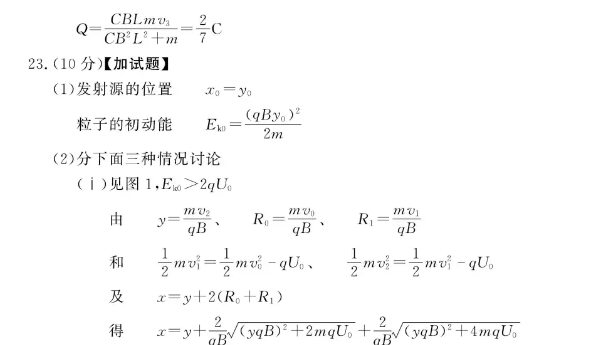 Q=CBLmv₃/(CB²L²+m)=2/7 C
23.(10分)【加试题】
(1)发射源的位置 x₀=y₀
粒子的初动能 Eₖ₀=(qBy₀)²/2m
(2)分下面三种情况讨论
(ⅰ)见图1,Eₖ₀>2qU₀
由 y=mv₂/qB、 R₀=mv₀/qB、 R₁=mv₁/qB
和 1/2 mv₁²=1/2 mv₀²-qU₀、 1/2 mv₂²=1/2 mv₁²-qU₀
及 x=y+2(R₀+R₁)
得 x=y+2/qB √((yqB)²+2mqU₀)+2/qB √((yqB)²+4mqU₀)